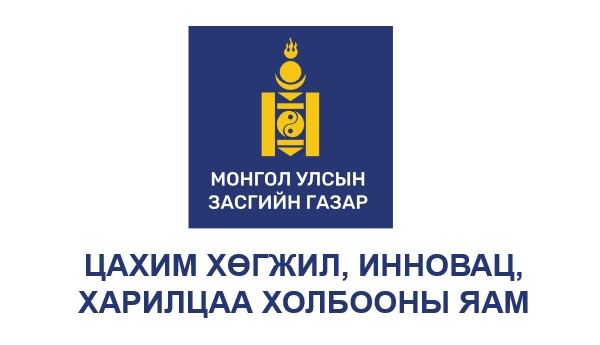 МОНГОЛ УЛСЫН
ЗАСГИЙН ГАЗАР
ЦАХИМ ХӨГЖИЛ, ИННОВАЦ,
ХАРИЛЦАА ХОЛБООНЫ ЯАМ